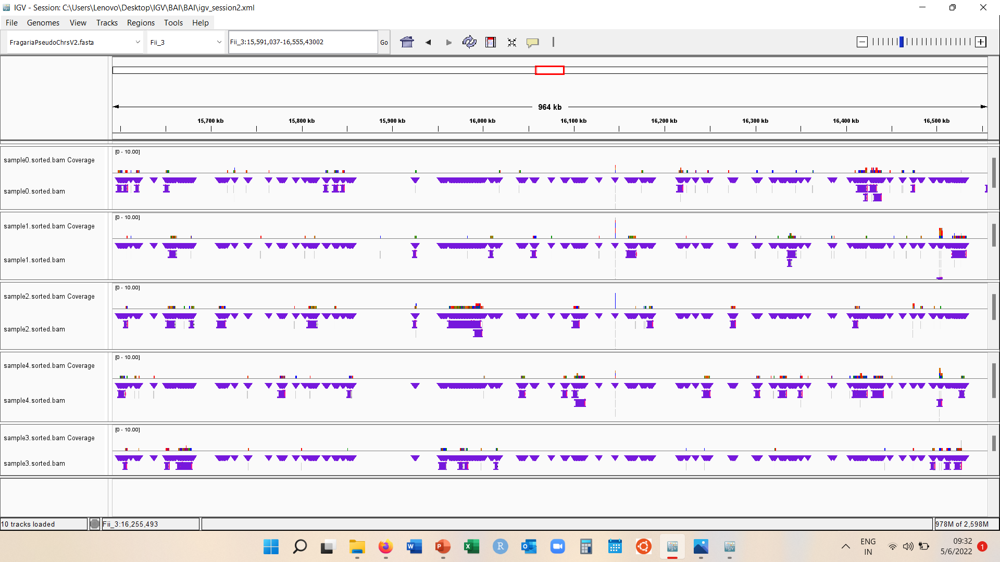 IGV - Session: C:\Users\Lenovo\Desktop\IGV\BAI\BAI\igv_session2.xml
File Genomes View Tracks Regions Tools Help
FragariaPseudoChrsV2.fasta Fii_3 Fii_3:15,591,037-16,555,43002 Go
964 kb
15,700 kb 15,800 kb 15,900 kb 16,000 kb 16,100 kb 16,200 kb 16,300 kb 16,400 kb 16,500 kb
[0 - 10.00]
sample0.sorted.bam Coverage
sample0.sorted.bam
[0 - 10.00]
sample1.sorted.bam Coverage
sample1.sorted.bam
[0 - 10.00]
sample2.sorted.bam Coverage
sample2.sorted.bam
[0 - 10.00]
sample4.sorted.bam Coverage
sample4.sorted.bam
[0 - 10.00]
sample3.sorted.bam Coverage
sample3.sorted.bam
10 tracks loaded Fii_3:16,255,493 978M of 2,598M
W P X R O igv igv
ENG 09:32
IN 5/6/2022 1